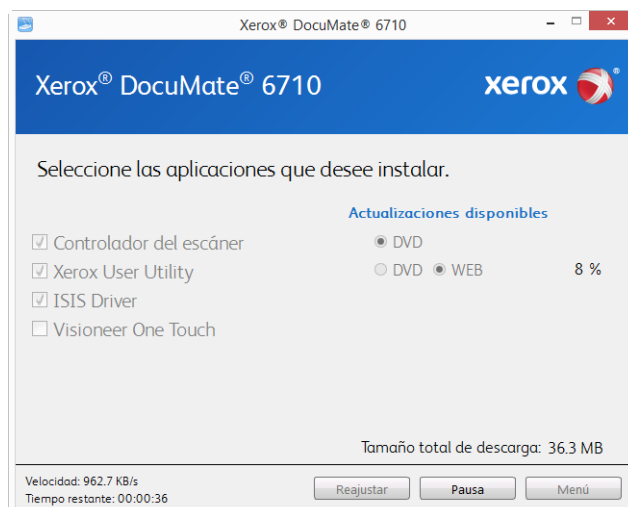 Xerox® DocuMate® 6710
Xerox® DocuMate® 6710
xerox ®
Seleccione las aplicaciones que desee instalar.
Actualizaciones disponibles
Controlador del escáner
DVD
Xerox User Utility
DVD WEB 8 %
ISIS Driver
Visioneer One Touch
Tamaño total de descarga: 36.3 MB
Velocidad: 962.7 KB/s
Tiempo restante: 00:00:36
Reajustar Pausa Menú